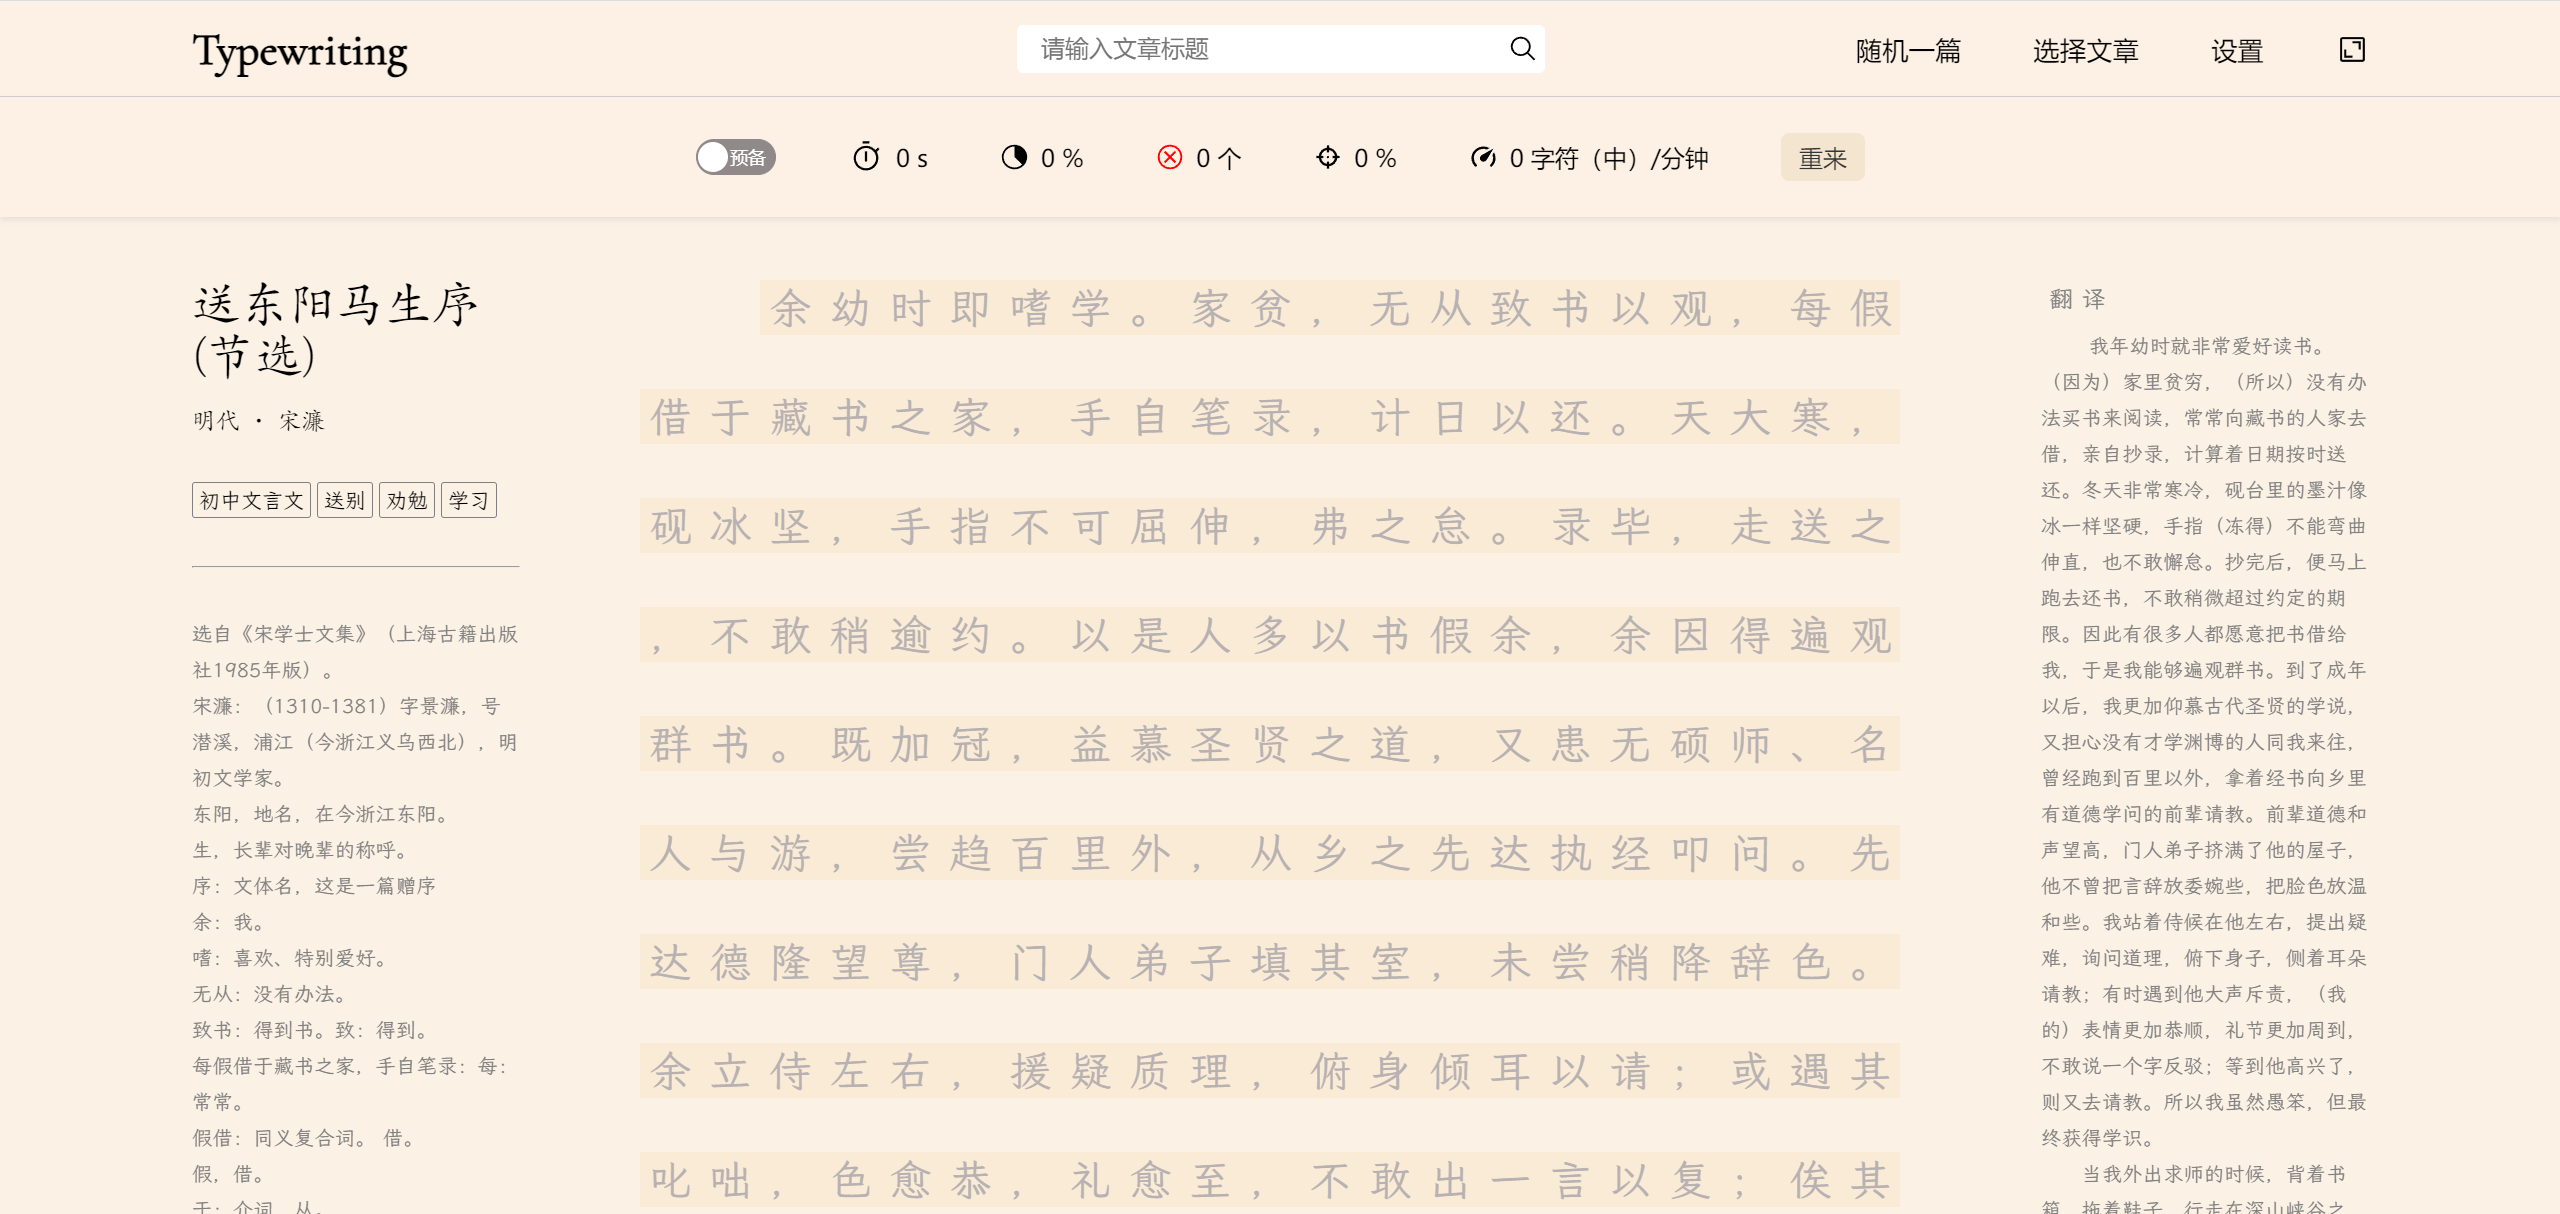 Typewriting
请输入文章标题
随机一篇
选择文章
设置
预备
0 s
0 %
0 个
0 %
0 字符（中）/分钟
重来
送东阳马生序
(节选)
明代 · 宋濂
初中文言文
送别
劝勉
学习
选自《宋学士文集》（上海古籍出版
社1985年版）。
宋濂：（1310-1381）字景濂，号
潜溪，浦江（今浙江义乌西北），明
初文学家。
东阳，地名，在今浙江东阳。
生，长辈对晚辈的称呼。
序：文体名，这是一篇赠序
余：我。
嗜：喜欢、特别爱好。
无从：没有办法。
致书：得到书。致：得到。
每假借于藏书之家，手自笔录：每：
常常。
假借：同义复合词。 借。
假，借。
于：介词，从。
余幼时即嗜学。家贫，无从致书以观，每假
借于藏书之家，手自笔录，计日以还。天大寒，
砚冰坚，手指不可屈伸，弗之怠。录毕，走送之
，不敢稍逾约。以是人多以书假余，余因得遍观
群书。既加冠，益慕圣贤之道，又患无硕师、名
人与游，尝趋百里外，从乡之先达执经叩问。先
达德隆望尊，门人弟子填其室，未尝稍降辞色。
余立侍左右，援疑质理，俯身倾耳以请；或遇其
叱咄，色愈恭，礼愈至，不敢出一言以复；俟其
翻译
我年幼时就非常爱好读书。
（因为）家里贫穷，（所以）没有办
法买书来阅读，常常向藏书的人家去
借，亲自抄录，计算着日期按时送
还。冬天非常寒冷，砚台里的墨汁像
冰一样坚硬，手指（冻得）不能弯曲
伸直，也不敢懈怠。抄完后，便马上
跑去还书，不敢稍微超过约定的期
限。因此有很多人都愿意把书借给
我，于是我能够遍观群书。到了成年
以后，我更加仰慕古代圣贤的学说，
又担心没有才学渊博的人同我来往，
曾经跑到百里以外，拿着经书向乡里
有道德学问的前辈请教。前辈道德和
声望高，门人弟子挤满了他的屋子，
他不曾把言辞放委婉些，把脸色放温
和些。我站着侍候在他左右，提出疑
难，询问道理，俯下身子，侧着耳朵
请教；有时遇到他大声斥责，（我
的）表情更加恭顺，礼节更加周到，
不敢说一个字反驳；等到他高兴了，
则又去请教。所以我虽然愚笨，但最
终获得学识。
当我外出求师的时候，背着书
箱，拖着鞋子，行走在深山峡谷之